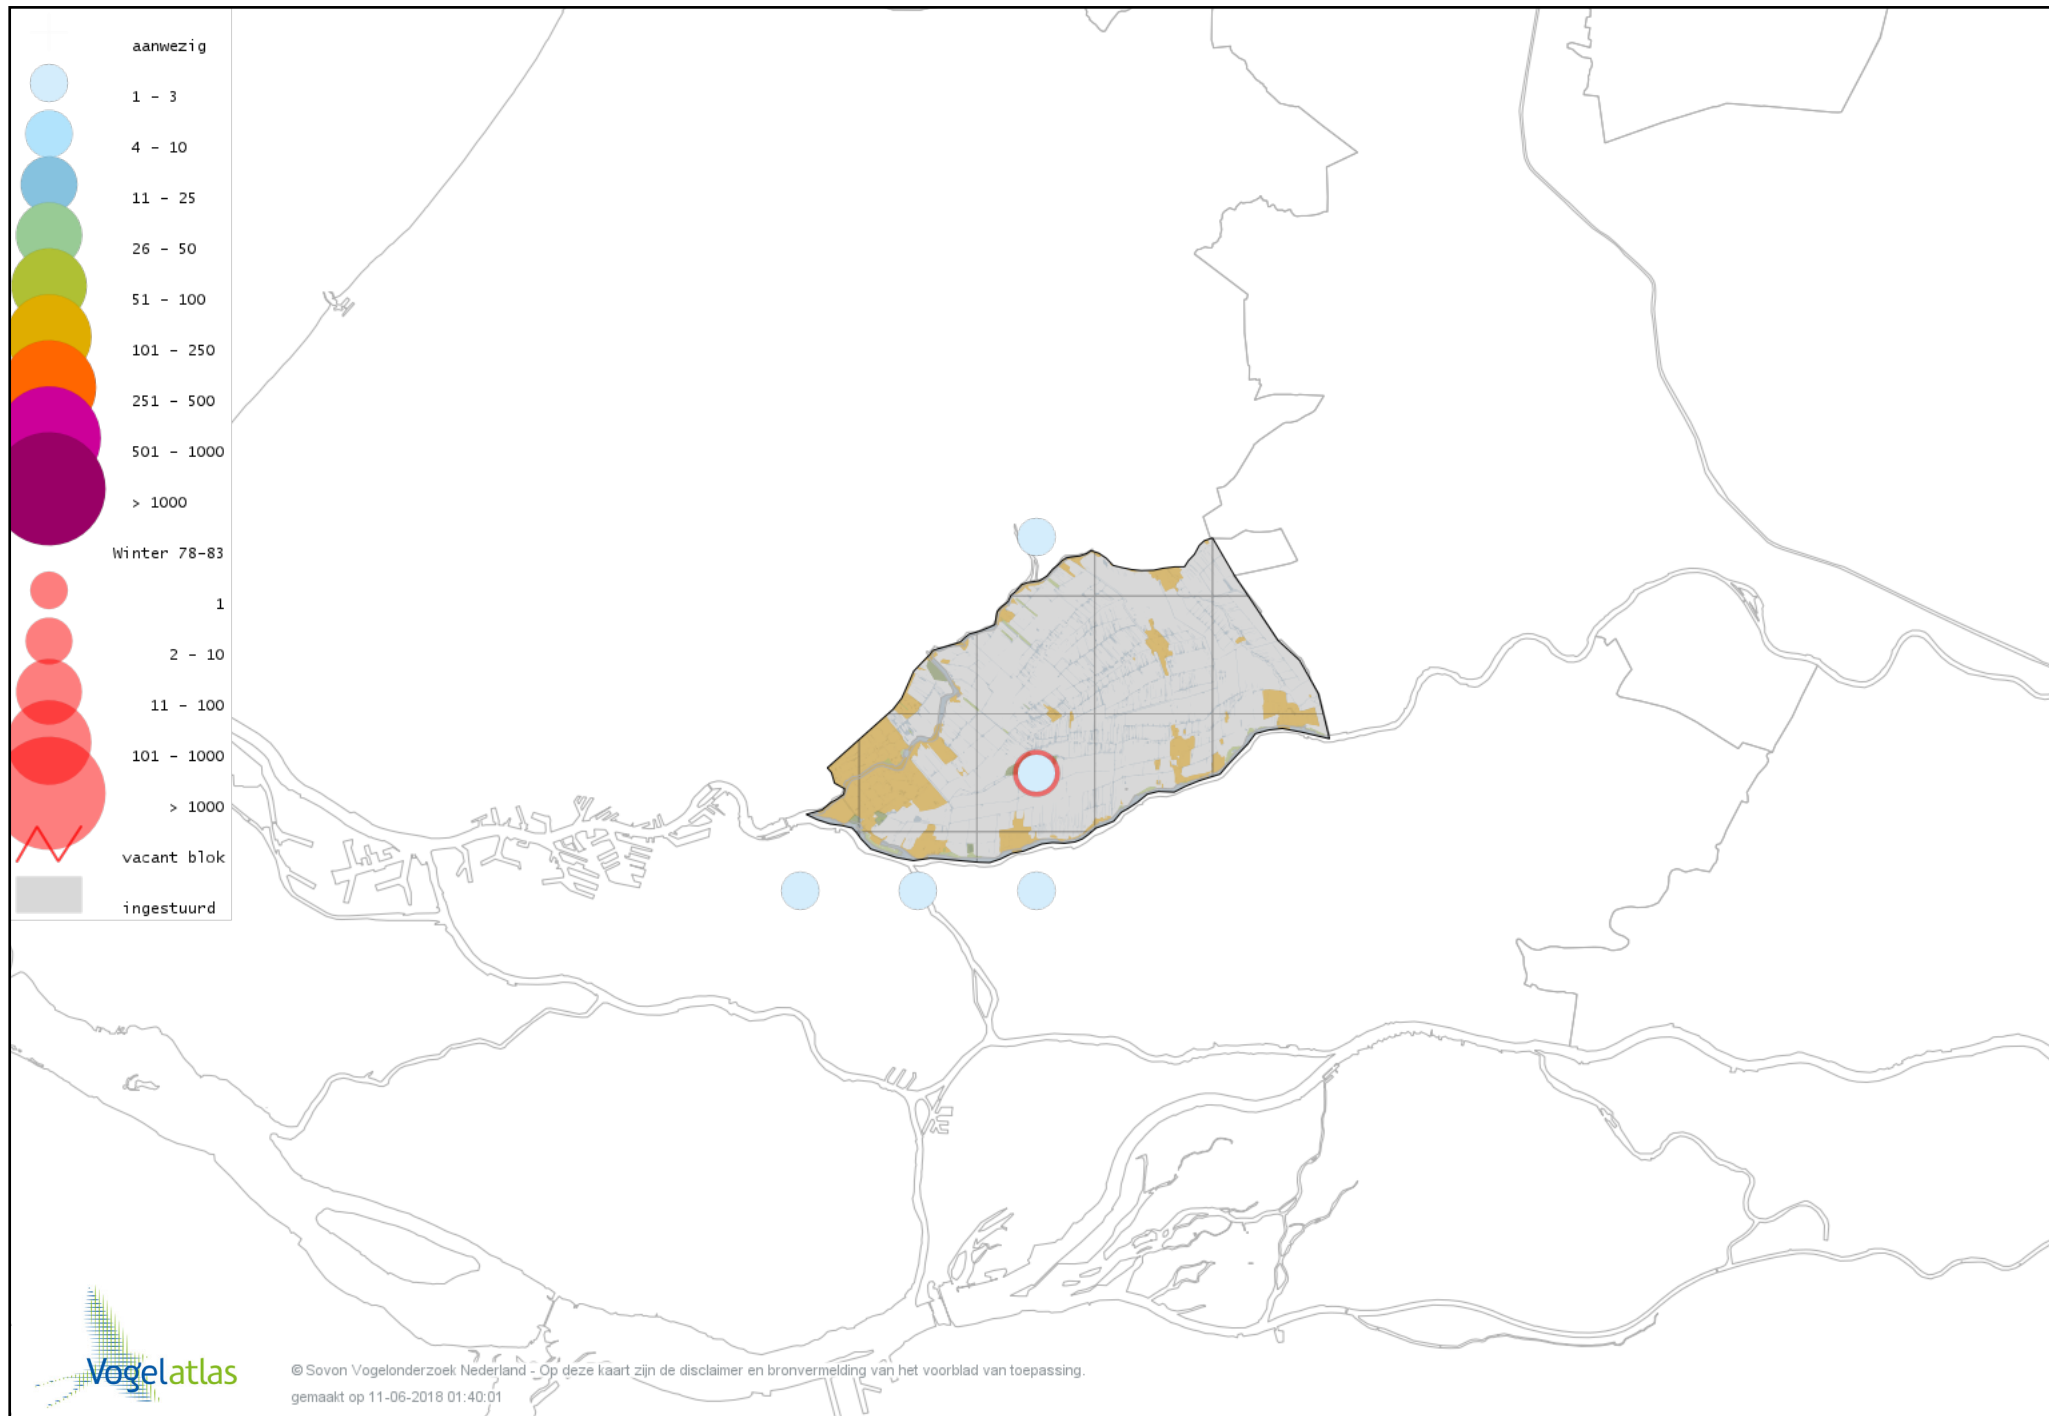 aanwezig
1 - 3
4 - 10
11 - 25
26 - 50
51 - 100
101 - 250
251 - 500
501 - 1000
> 1000
Winter 78-83
1
2 - 10
11 - 100
101 - 1000
> 1000
vacant blok
ingestuurd
Vogelatlas
© Sovon Vogelonderzoek Nederland - Op deze kaart zijn de disclaimer en bronvermelding van het voorblad van toepassing.
gemaakt op 11-06-2018 01:40:01